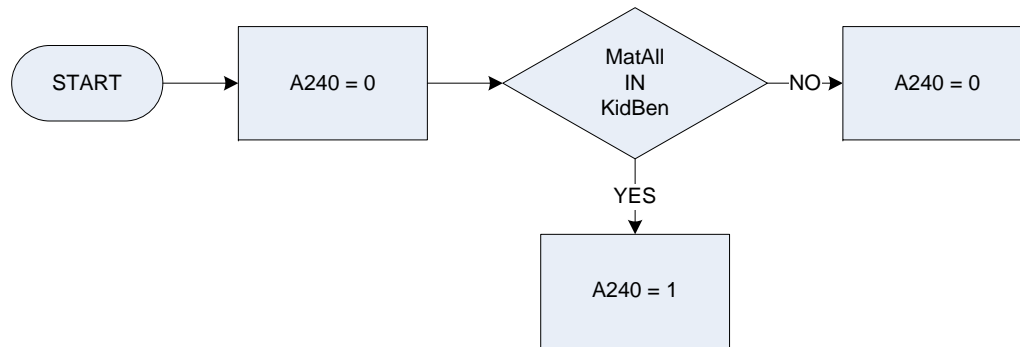 START
A240 = 0
MatAll
IN
KidBen
NO
A240 = 0
YES
A240 = 1